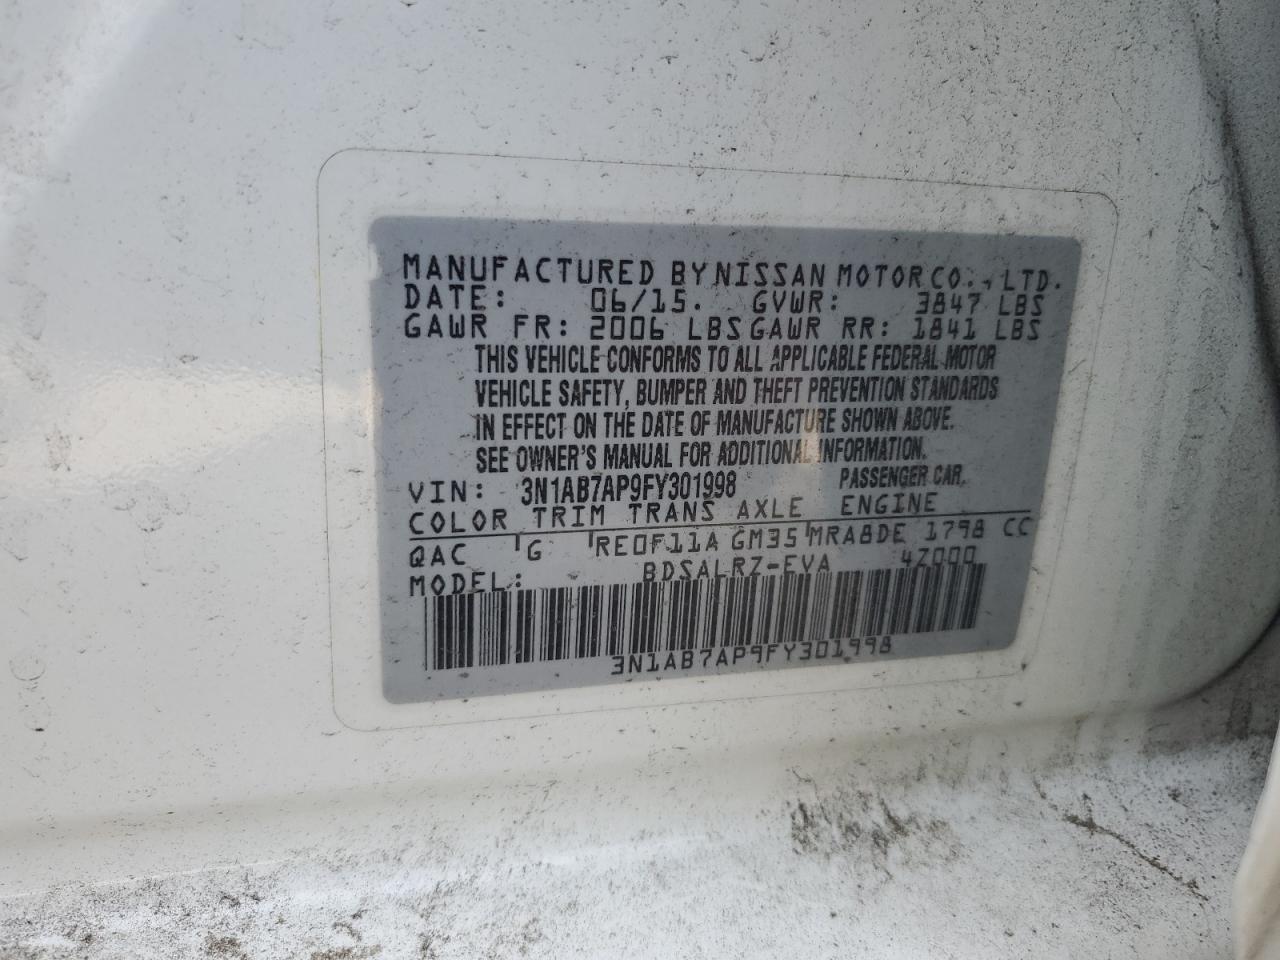 MANUFACTURED BY NISSAN MOTOR CO., LTD.
DATE: 06/15. GVWR: 3847 LBS
GAWR FR: 2006 LBS GAWR RR: 1841 LBS
THIS VEHICLE CONFORMS TO ALL APPLICABLE FEDERAL MOTOR
VEHICLE SAFETY, BUMPER AND THEFT PREVENTION STANDARDS
IN EFFECT ON THE DATE OF MANUFACTURE SHOWN ABOVE.
SEE OWNER'S MANUAL FOR ADDITIONAL INFORMATION.
VIN: 3N1AB7AP9FY301998 PASSENGER CAR.
COLOR TRIM TRANS AXLE ENGINE
QAC G RE0F11A GM35 MRA8DE 1798 CC
MODEL: BDSALRZ-EVA 4Z000
3N1AB7AP9FY301998